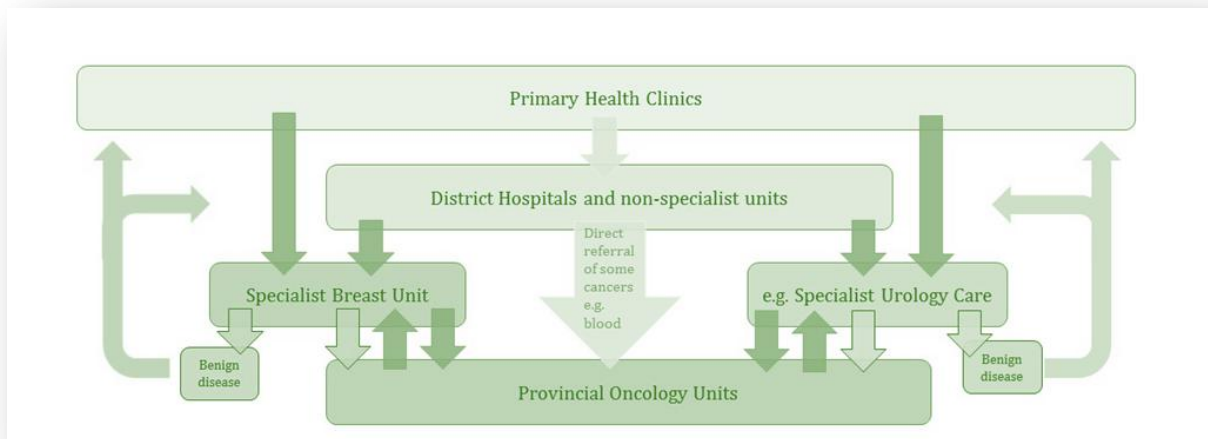 Primary Health Clinics
District Hospitals and non-specialist units
Direct
referral
of some
cancers
e.g.
blood
Specialist Breast Unit
e.g. Specialist Urology Care
Benign
disease
Benign
disease
Provincial Oncology Units